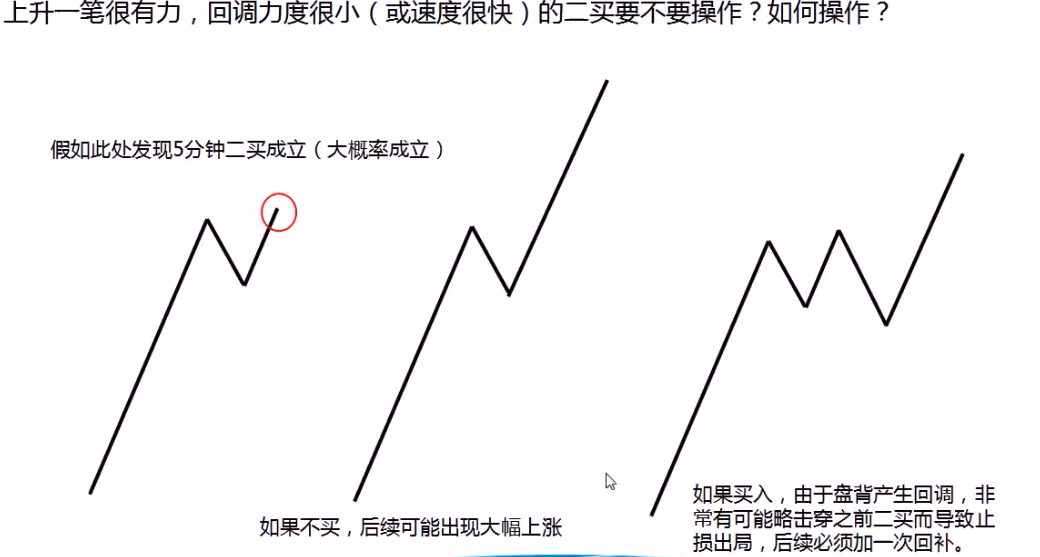 上升一笔很有力，回调力度很小（或速度很快）的二买要不要操作？如何操作？
假如此处发现5分钟二买成立（大概率成立）
如果不买，后续可能出现大幅上涨
如果买入，由于盘背产生回调，非
常有可能略击穿之前二买而导致止
损出局，后续必须加一次回补。